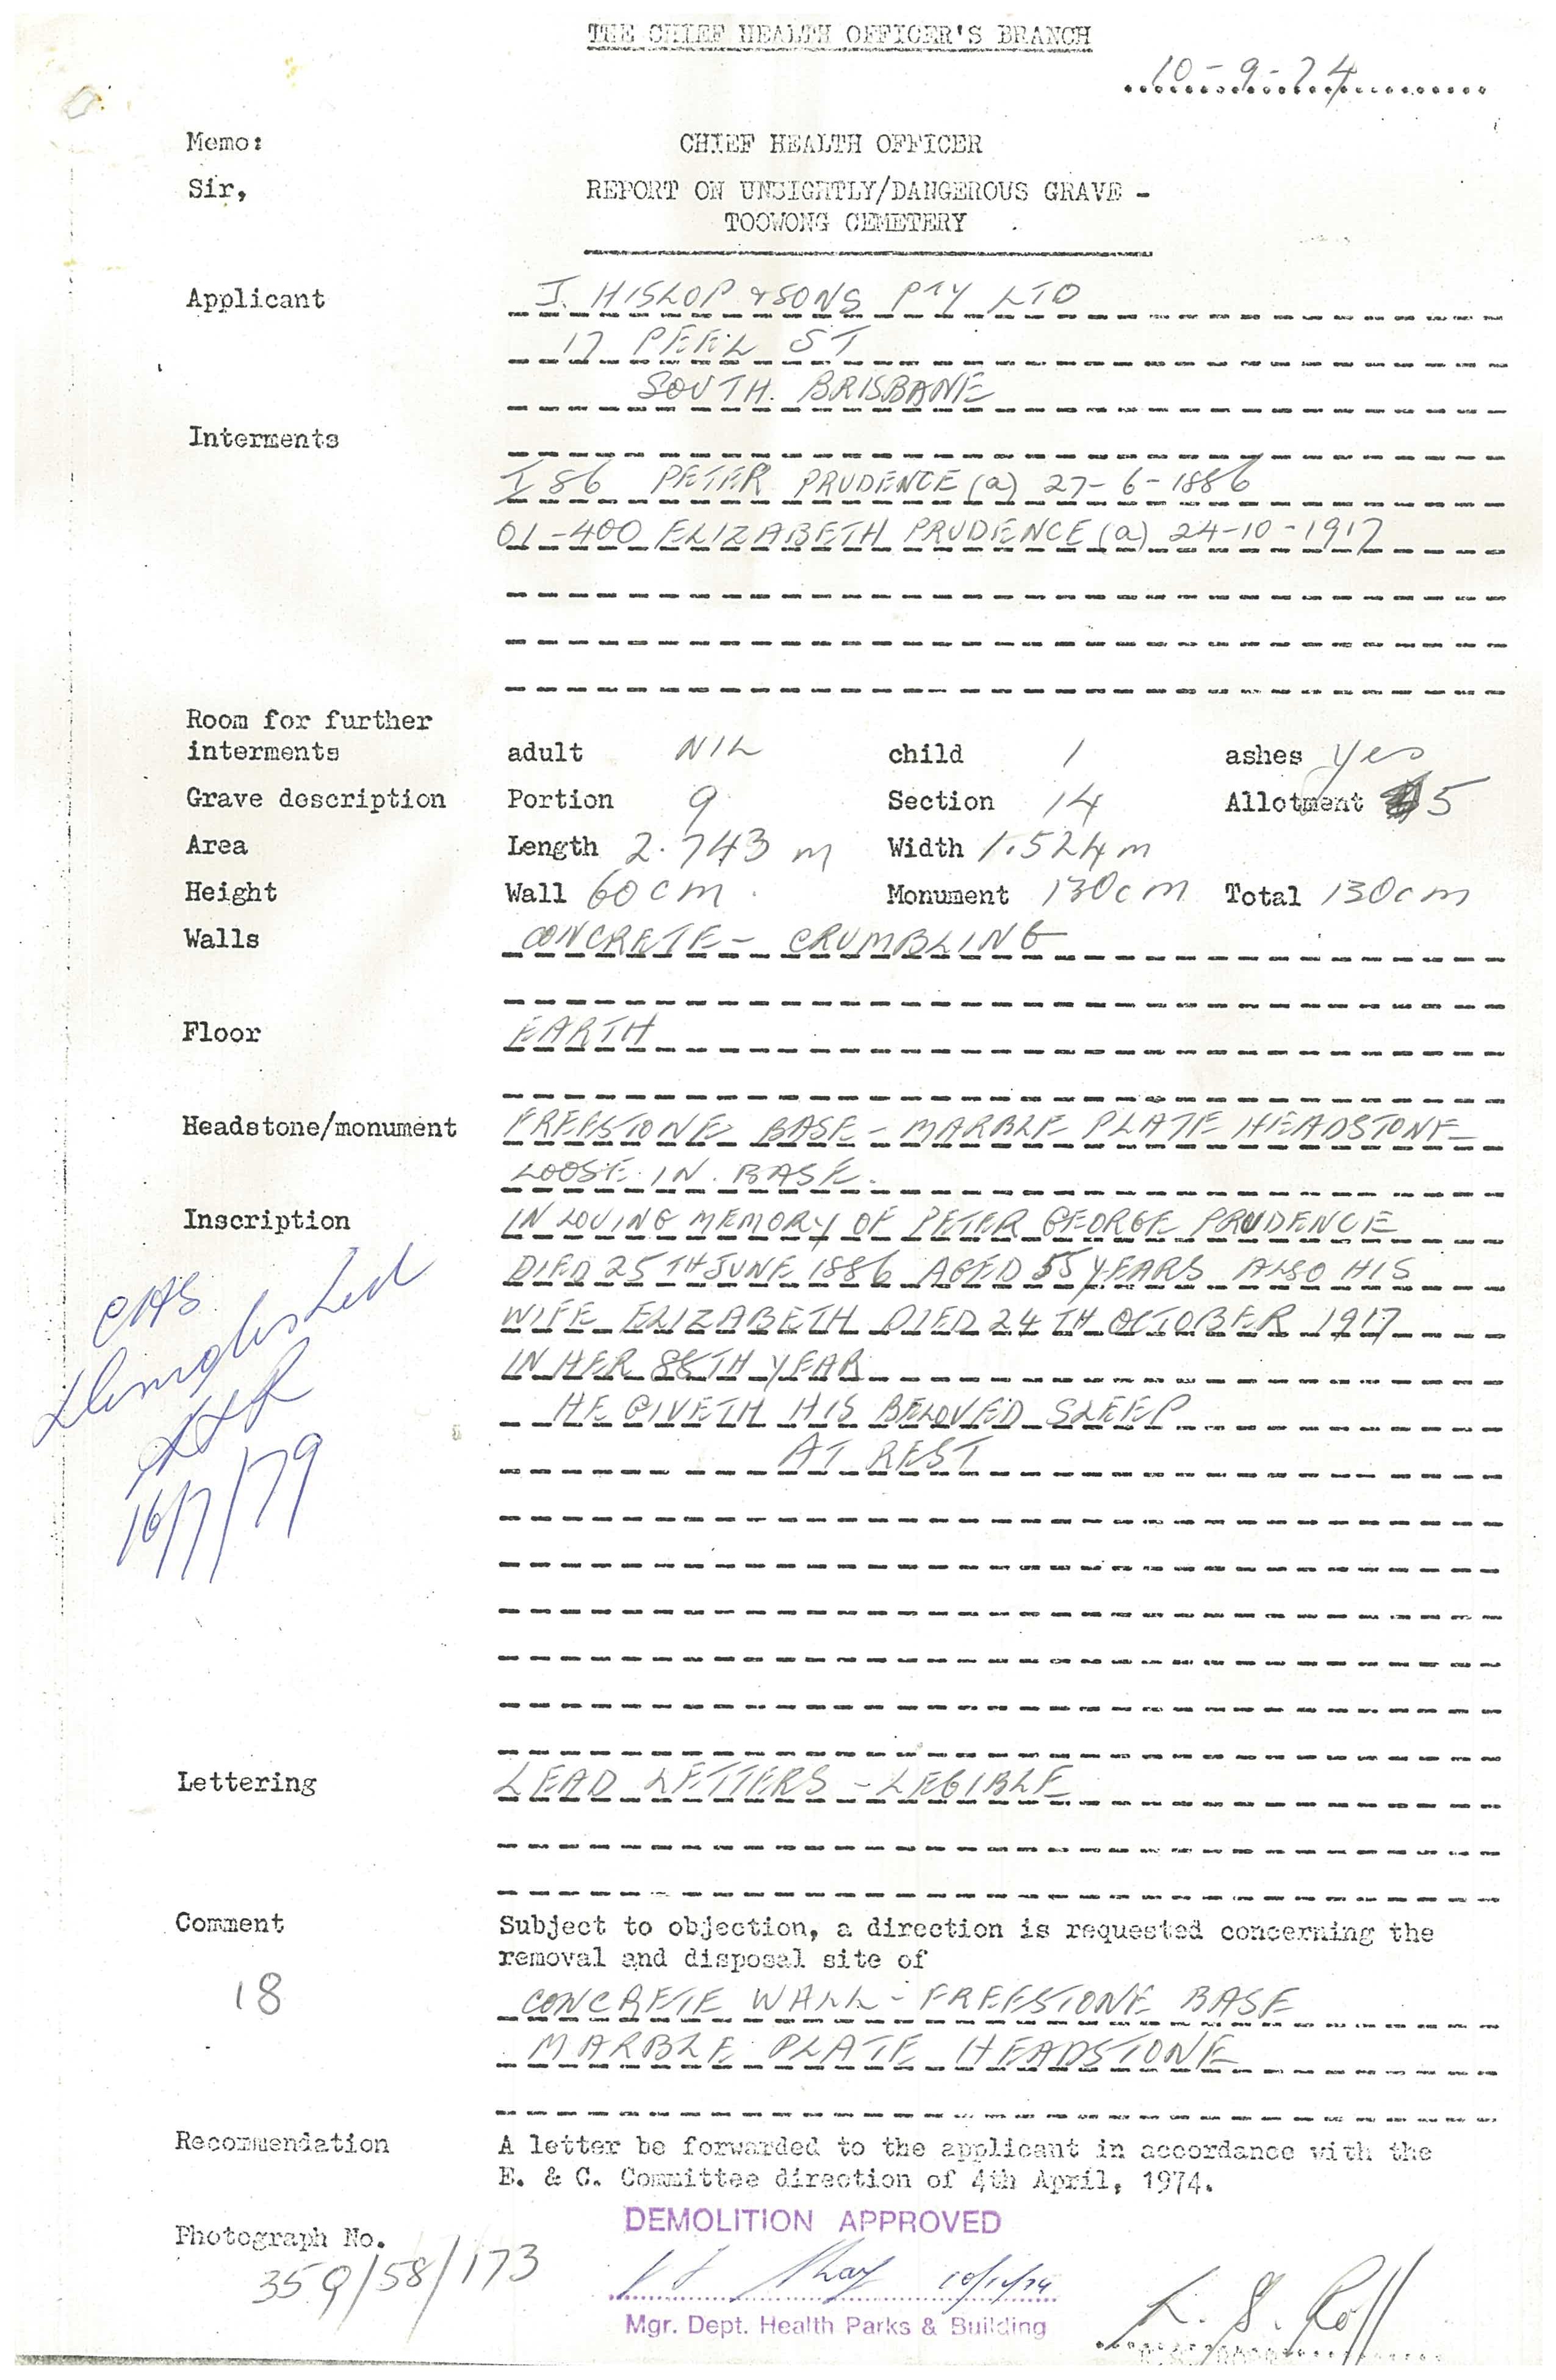 THE CHIEF HEALTH OFFICER'S BRANCH
10-9-74
Memo: CHIEF HEALTH OFFICER
Sir, REPORT ON UNSIGHTLY/DANGEROUS GRAVE -
TOOWONG CEMETERY
Applicant J. HISLOP & SONS PTY LTD
17 PEEL ST
SOUTH. BRISBANE
Interments
I 86 PETER PRUDENCE (a) 27-6-1886
01-400 ELIZABETH PRUDENCE (a) 24-10-1917
Room for further
interments adult NIL child 1 ashes yes
Grave description Portion 9 Section 14 Allotment 5
Area Length 2.743 m Width 1.524 m
Height Wall 60 cm. Monument 130 cm Total 130 cm
Walls CONCRETE - CRUMBLING
Floor EARTH
Headstone/monument FREESTONE BASE - MARBLE PLATE HEADSTONE
LOOSE IN. BASE.
Inscription IN LOVING MEMORY OF PETER GEORGE PRUDENCE
DIED 25TH JUNE 1886 AGED 55 YEARS ALSO HIS
WIFE ELIZABETH DIED 24TH OCTOBER 1917
IN HER 88TH YEAR
HE GIVETH HIS BELOVED SLEEP
AT REST
16/7/79
Lettering LEAD LETTERS - LEGIBLE
Comment Subject to objection, a direction is requested concerning the
removal and disposal site of
18 CONCRETE WALL - FREESTONE BASE
MARBLE PLATE HEADSTONE
Recommendation A letter be forwarded to the applicant in accordance with the
E. & C. Committee direction of 4th April, 1974.
DEMOLITION APPROVED
Photograph No.
35Q/58/173
Mgr. Dept. Health Parks & Building